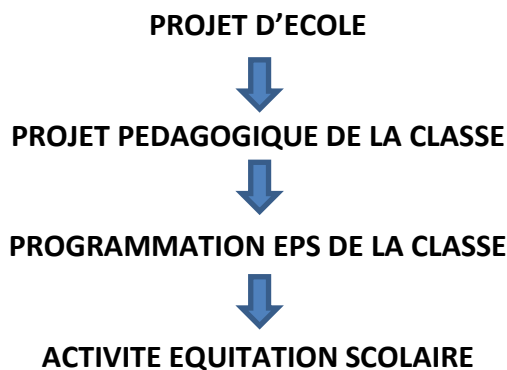 PROJET D’ECOLE
PROJET PEDAGOGIQUE DE LA CLASSE
PROGRAMMATION EPS DE LA CLASSE
ACTIVITE EQUITATION SCOLAIRE